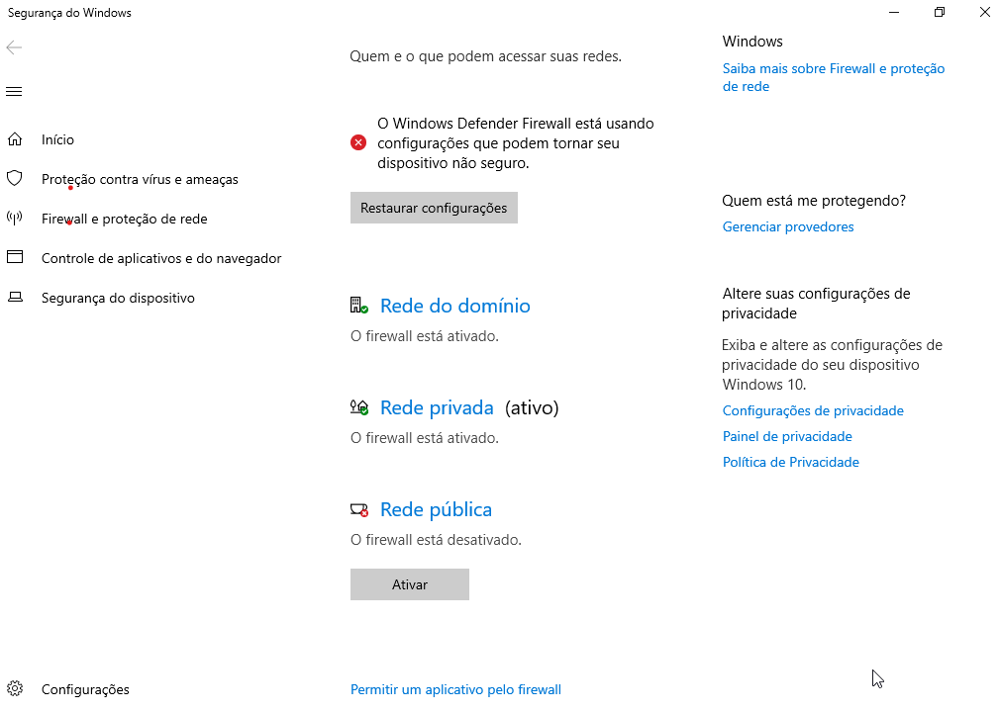 Segurança do Windows
Início
Proteção contra vírus e ameaças
Firewall e proteção de rede
Controle de aplicativos e do navegador
Segurança do dispositivo
Configurações
Quem e o que podem acessar suas redes.
O Windows Defender Firewall está usando
configurações que podem tornar seu
dispositivo não seguro.
Restaurar configurações
Rede do domínio
O firewall está ativado.
Rede privada (ativo)
O firewall está ativado.
Rede pública
O firewall está desativado.
Ativar
Permitir um aplicativo pelo firewall
Windows
Saiba mais sobre Firewall e proteção
de rede
Quem está me protegendo?
Gerenciar provedores
Altere suas configurações de
privacidade
Exiba e altere as configurações de
privacidade do seu dispositivo
Windows 10.
Configurações de privacidade
Painel de privacidade
Política de Privacidade